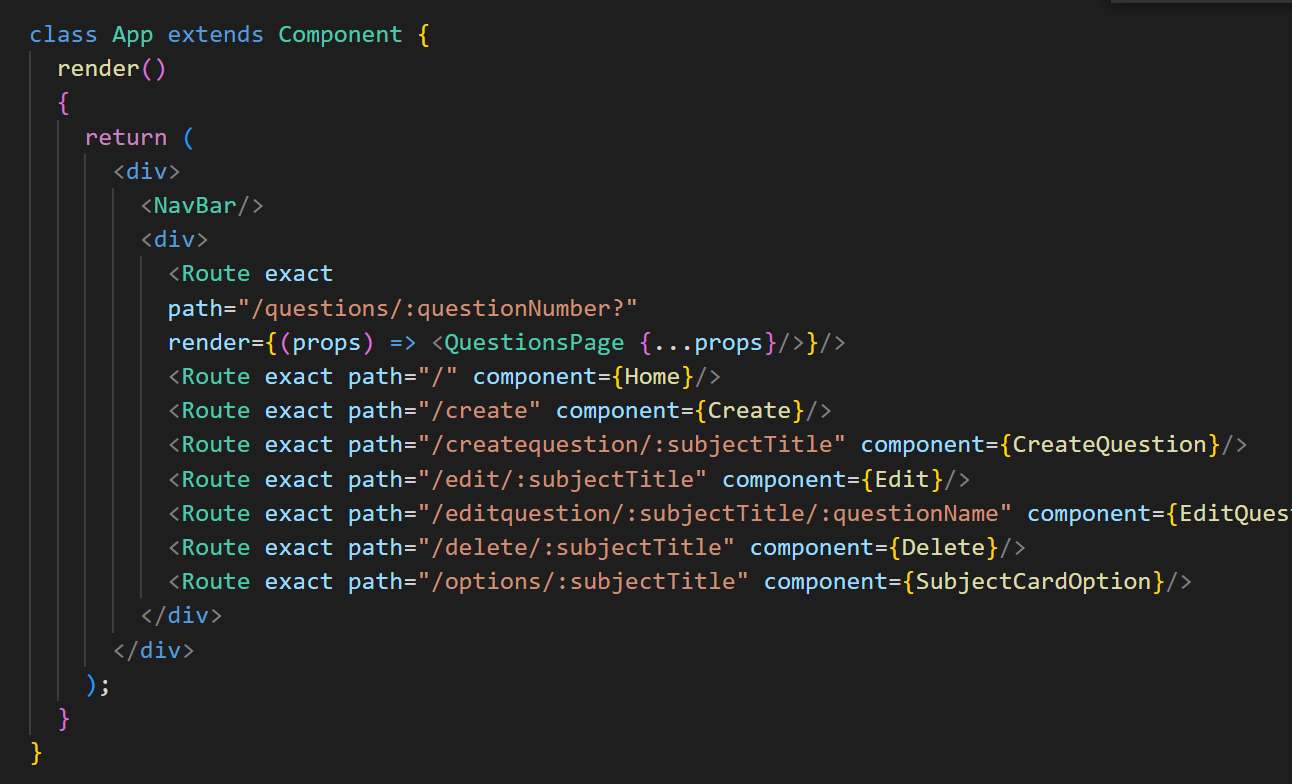 class App extends Component {
render()
{
return (
<div>
<NavBar/>
<div>
<Route exact
path="/questions/:questionNumber?"
render={(props) => <QuestionsPage {...props}/>}/>
<Route exact path="/" component={Home}/>
<Route exact path="/create" component={Create}/>
<Route exact path="/createquestion/:subjectTitle" component={CreateQuestion}/>
<Route exact path="/edit/:subjectTitle" component={Edit}/>
<Route exact path="/editquestion/:subjectTitle/:questionName" component={EditQues
<Route exact path="/delete/:subjectTitle" component={Delete}/>
<Route exact path="/options/:subjectTitle" component={SubjectCardOption}/>
</div>
</div>
);
}
}